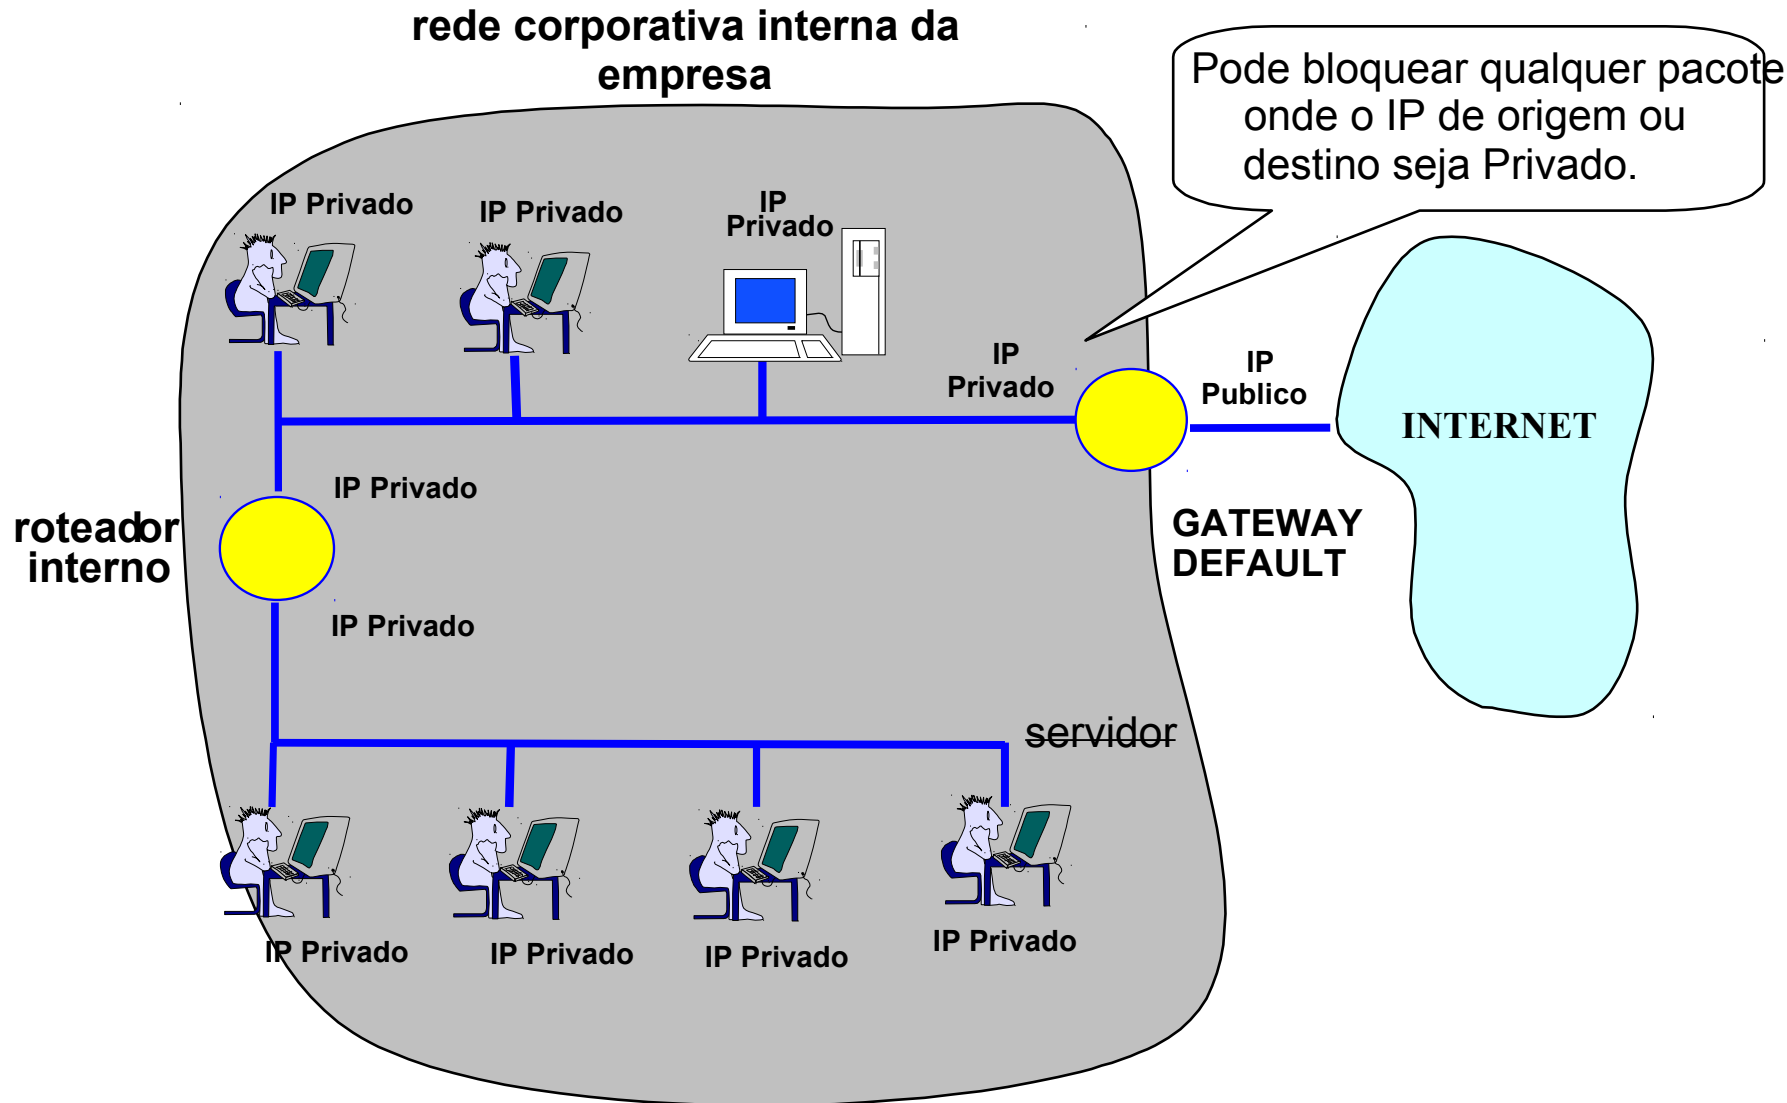 rede corporativa interna da
empresa
Pode bloquear qualquer pacote
onde o IP de origem ou
destino seja Privado.
IP Privado
IP Privado
IP
Privado
IP
Privado
IP
Publico
INTERNET
IP Privado
roteador
interno
GATEWAY
DEFAULT
IP Privado
servidor
IP Privado
IP Privado
IP Privado
IP Privado